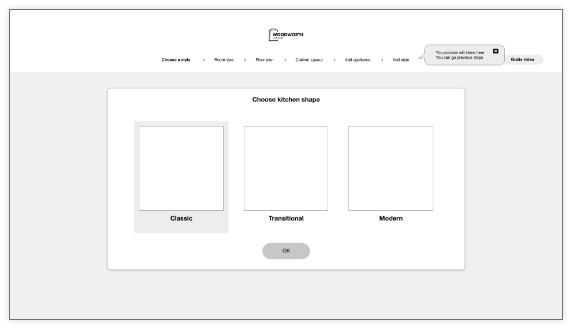 WOODWORTH
Choose a style > Room size > Floor plan > Cabinet Layout > Add appliance > Add style
You process will show here
You can go previous steps
Guide video
Choose kitchen shape
Classic
Transitional
Modern
OK